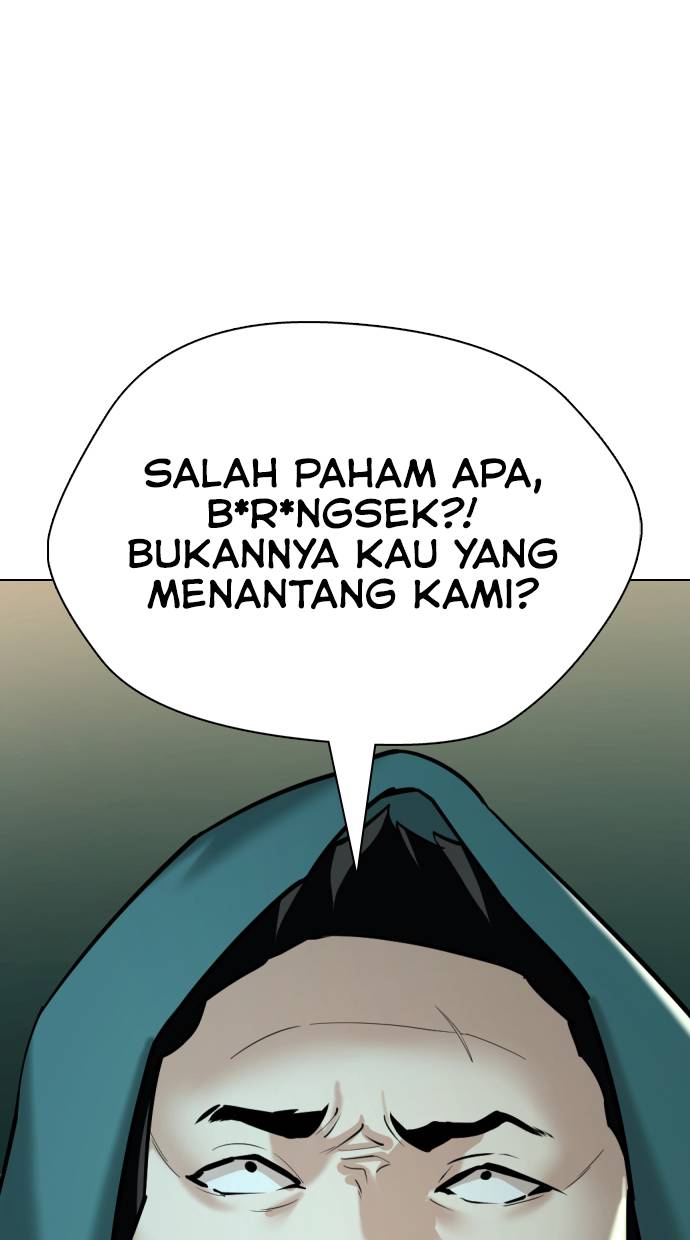 SALAH PAHAM APA,
B*R*NGSEK?!
BUKANNYA KAU YANG
MENANTANG KAMI?